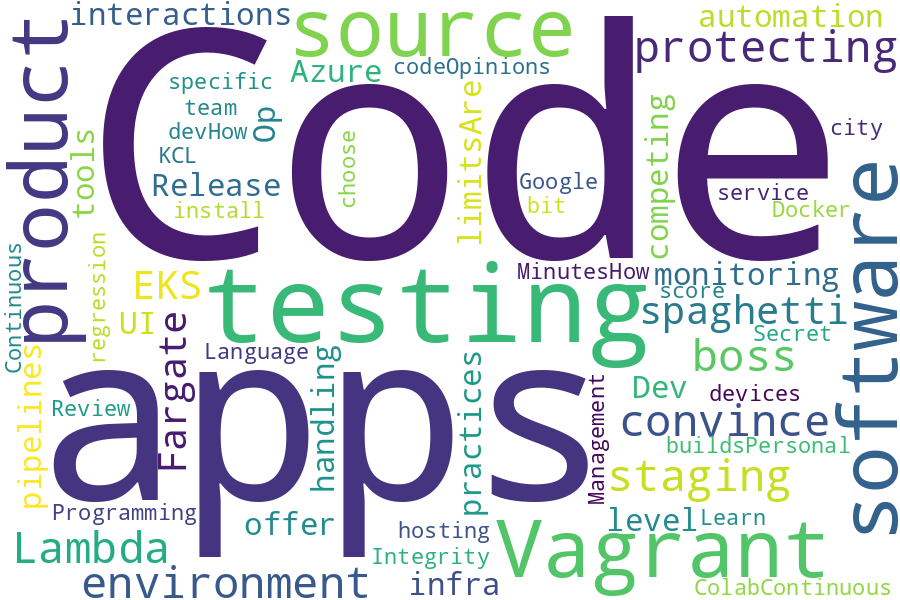 interactions
source
automation
protecting
product
Code
Azure
codeOpinions
specific
team
devHow
KCL
Op
tools
Release
install
choose
limitsAre
Google
bit
competing
city
service
Docker
software
Continuous
regression
EKS
UI
testing
MinutesHow
monitoring
score
spaghetti
Secret
boss
pipelines
Fargate
Language
handling
apps
practices
Management
Dev
devices
convince
Review
buildsPersonal
staging
Programming
offer
hosting
Integrity
level
Learn
Lambda
Vagrant
environment
infra
ColabContinuous